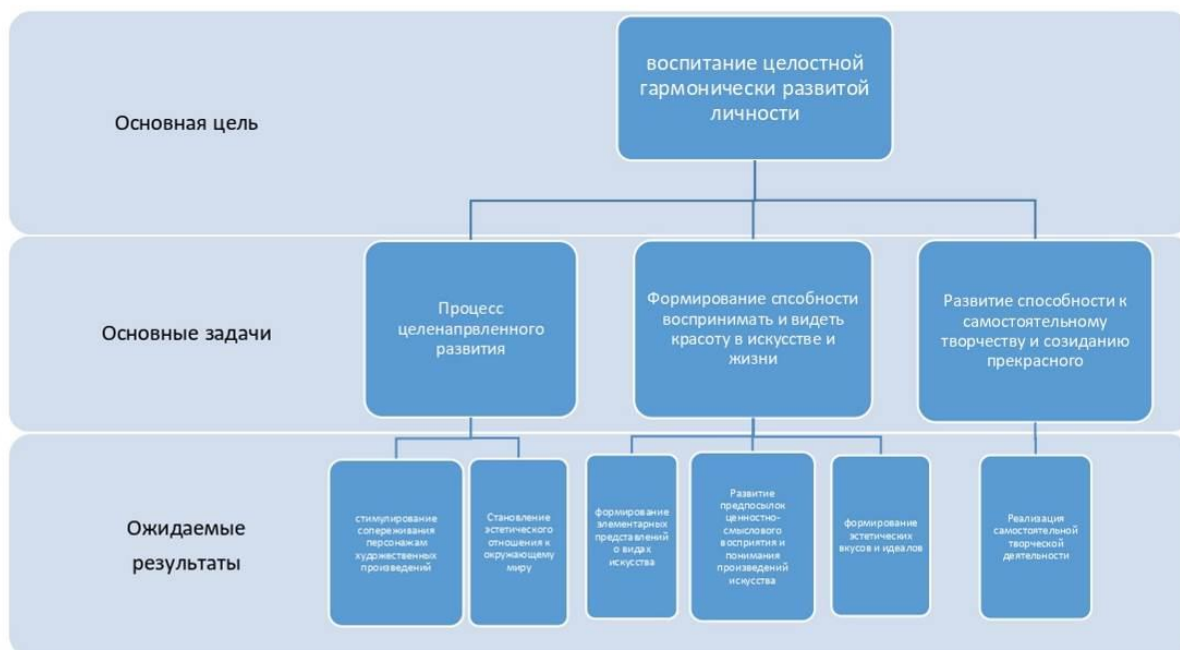 воспитание целостной
гармонически развитой
личности
Основная цель
Основные задачи
Процесс
целенапрвленного
развития
Формирование спсобности
воспринимать и видеть
красоту в искусстве и
жизни
Развитие способности к
самостоятельному
творчеству и созиданию
прекрасного
Ожидаемые
результаты
стимулирование
сопереживания
персонажам
художественных
произведений
Становление
эстетического
отношения к
окружающему
миру
формирование
элементарных
представлений
о видах
искусства
Развитие
предпосылок
ценностно-
смыслового
восприятия и
понимания
произведений
искусства
формирование
эстетических
вкусов и идеалов
Реализация
самостоятельной
творческой
деятельности